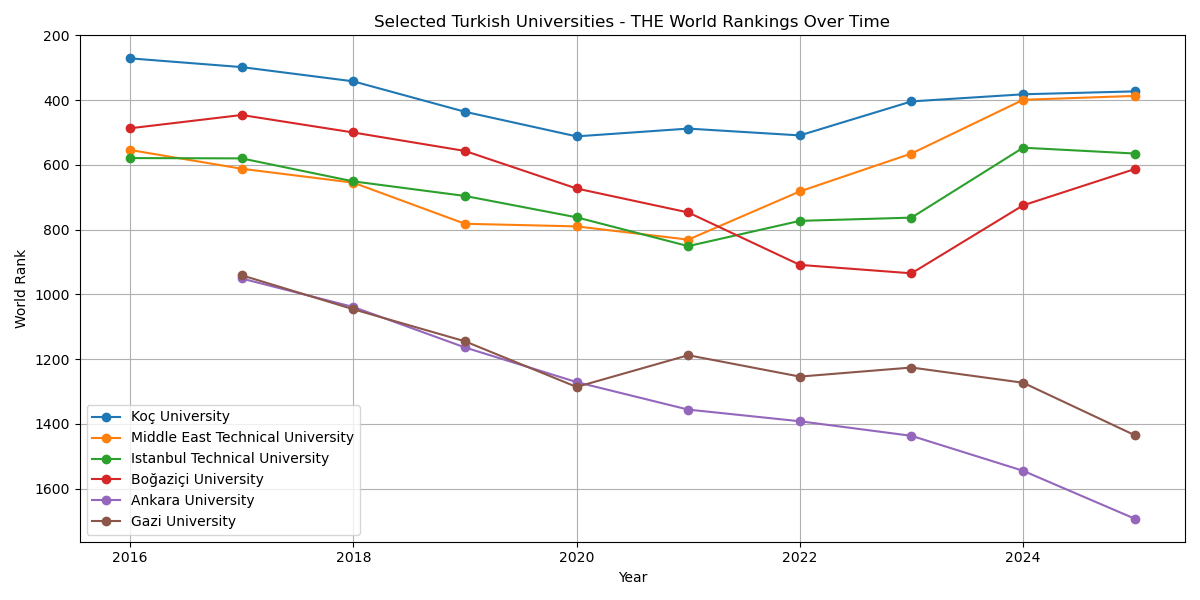 Selected Turkish Universities - THE World Rankings Over Time
200
400
600
800
1000
1200
1400
1600
World Rank
Koç University
Middle East Technical University
Istanbul Technical University
Boğaziçi University
Ankara University
Gazi University
2016
2018
2020
2022
2024
Year